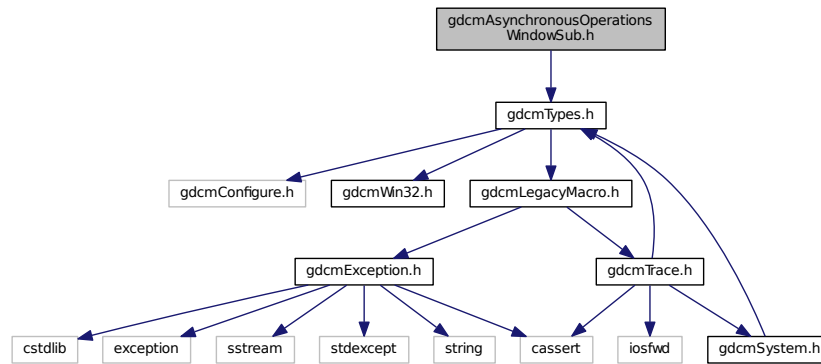 gdcmAsynchronousOperations
WindowSub.h
gdcmTypes.h
gdcmConfigure.h
gdcmWin32.h
gdcmLegacyMacro.h
gdcmException.h
gdcmTrace.h
cstdlib
exception
sstream
stdexcept
string
cassert
iosfwd
gdcmSystem.h